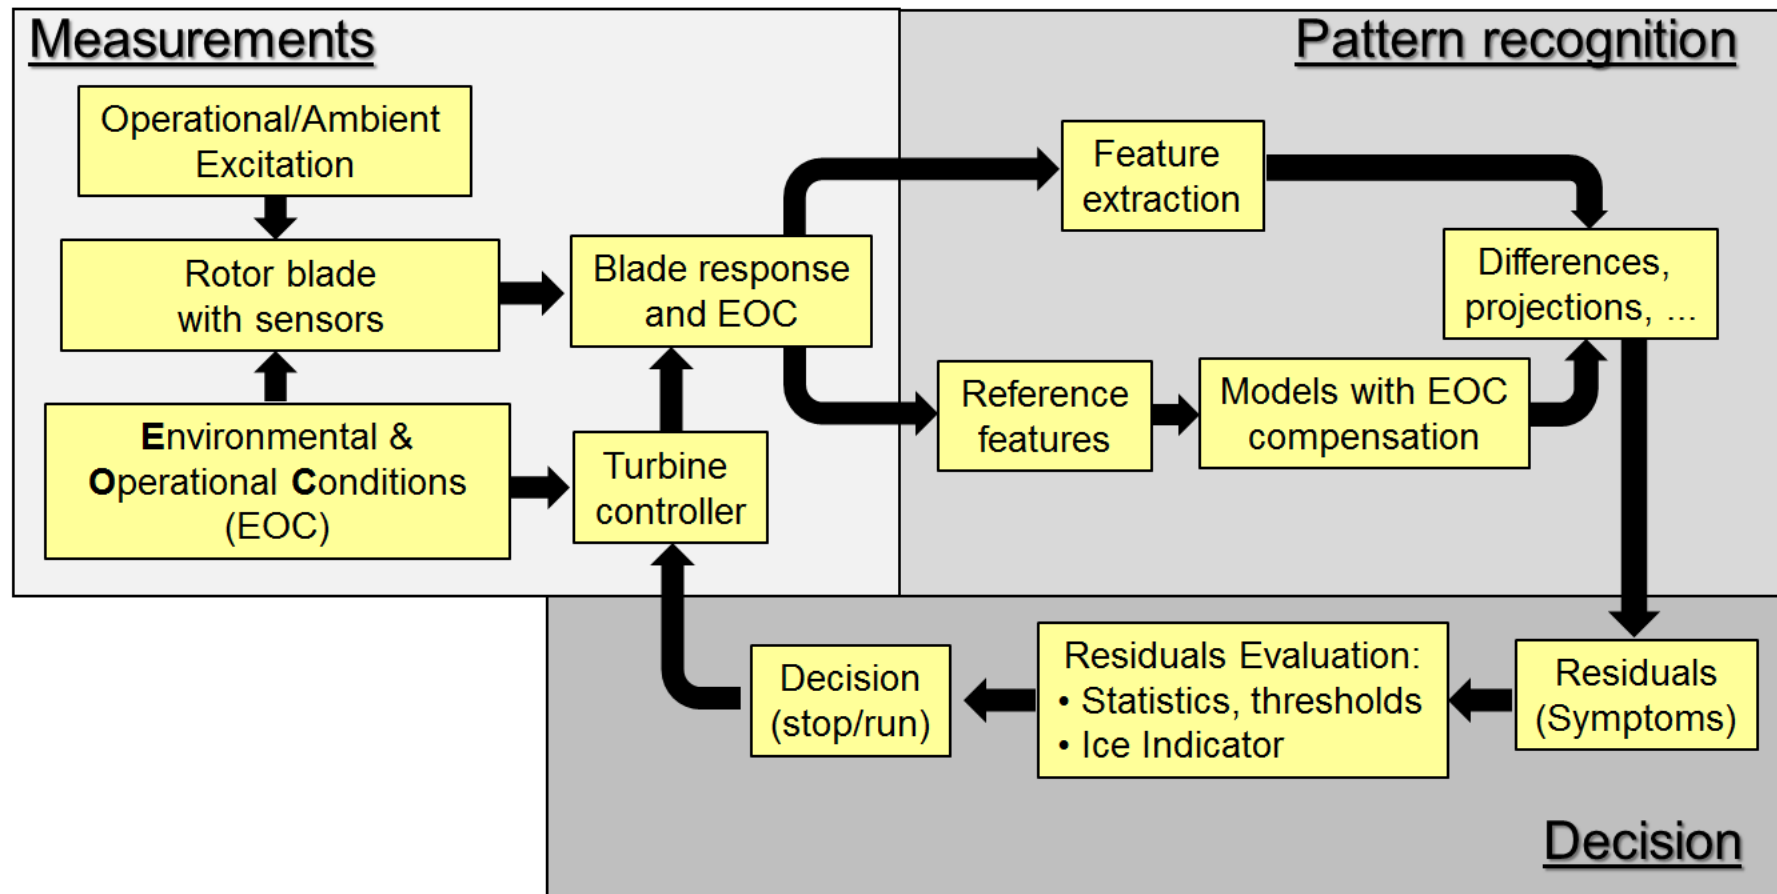 Measurements
Operational/Ambient
Excitation
Rotor blade
with sensors
Environmental &
Operational Conditions
(EOC)
Blade response
and EOC
Turbine
controller
Pattern recognition
Feature
extraction
Differences,
projections, ...
Reference
features
Models with EOC
compensation
Residuals
(Symptoms)
Residuals Evaluation:
• Statistics, thresholds
• Ice Indicator
Decision
(stop/run)
Decision